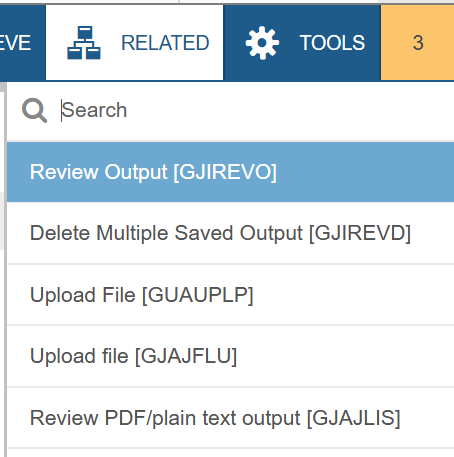 EVE RELATED TOOLS 3
Search
Review Output [GJIREVO]
Delete Multiple Saved Output [GJIREVD]
Upload File [GUAUPLP]
Upload file [GJAJFLU]
Review PDF/plain text output [GJAJLIS]